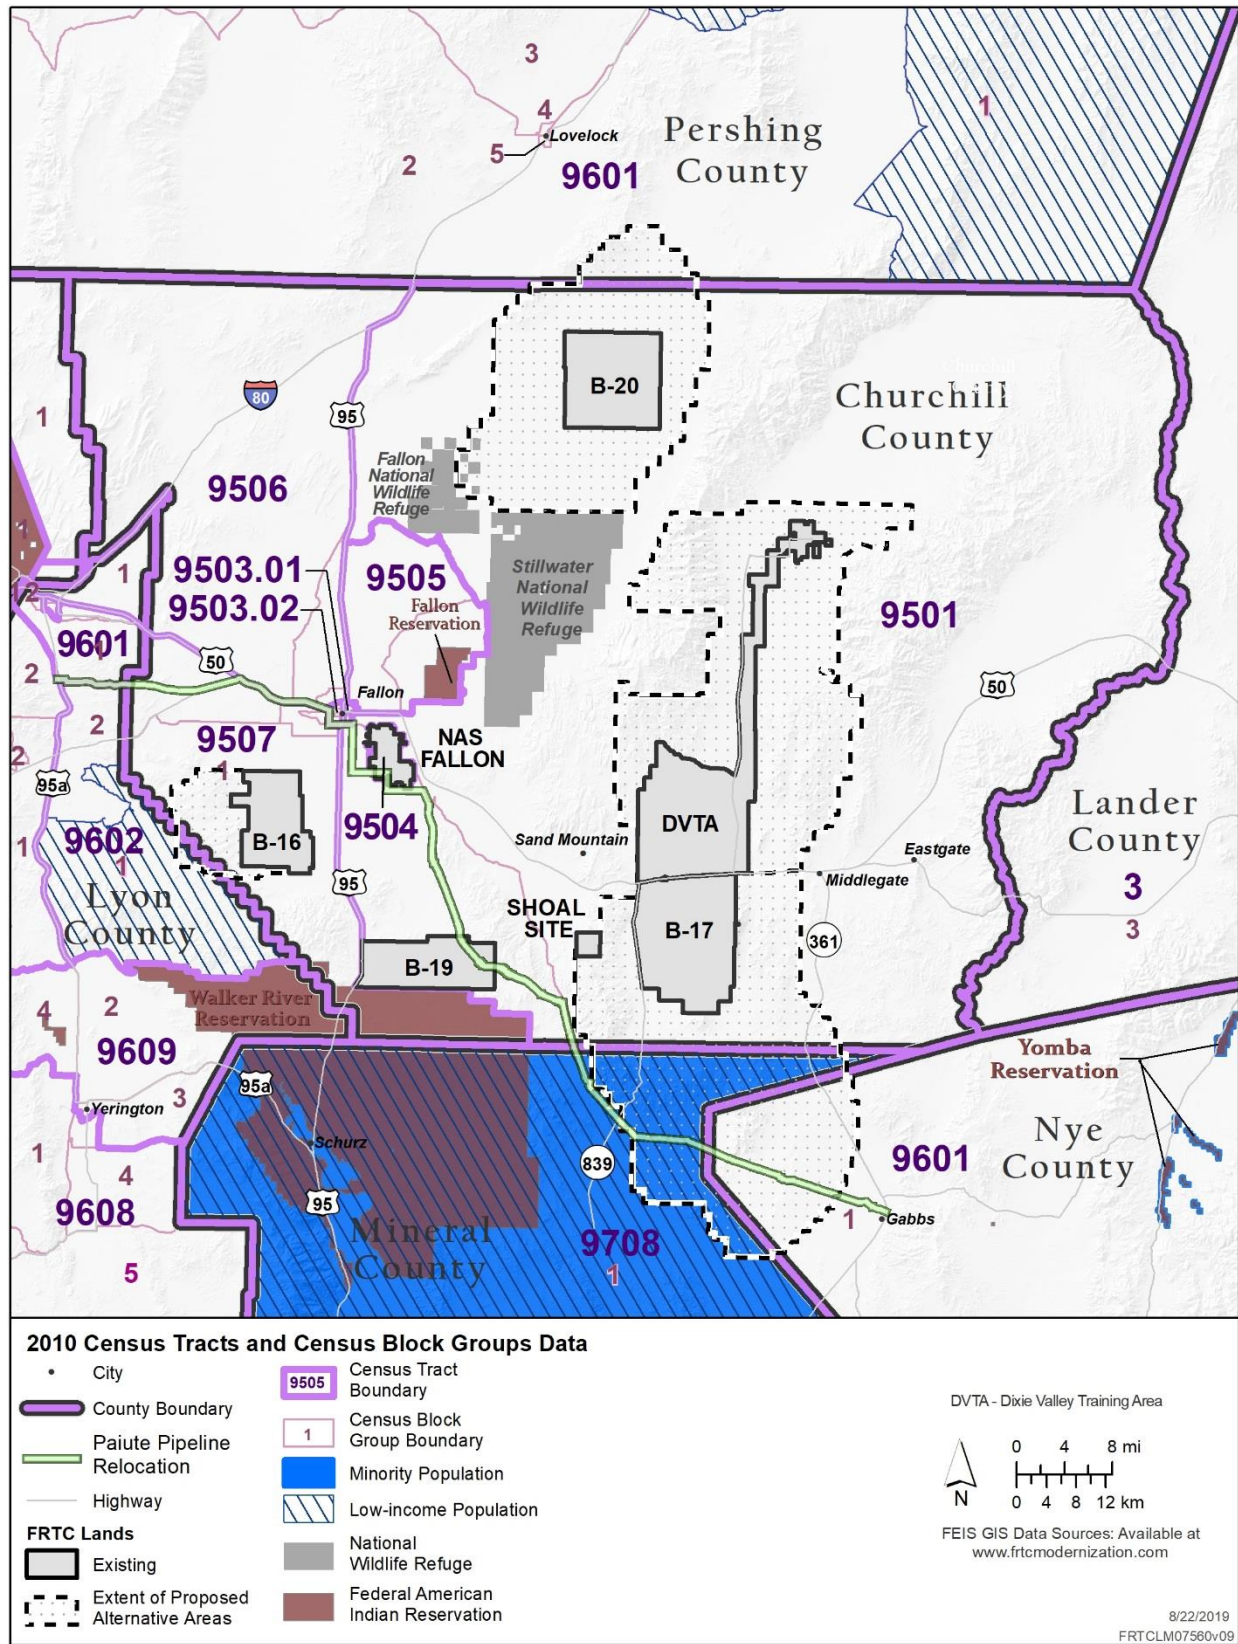 3
4
Lovelock
5
2
9601
Pershing
County
1
80
95
B-20
Churchill
County
1
9506
Fallon
National
Wildlife
Refuge
9503.01
9503.02
9505
Fallon
Reservation
Stillwater
National
Wildlife
Refuge
9501
1
1
12
9601
1
2
50
50
Fallon
2
9507
1
NAS
FALLON
2
95a
9602
1
1
B-16
9504
DVTA
Sand Mountain
Eastgate
Middlegate
Lander
County
3
3
Lyon
County
95
SHOAL
SITE
B-17
361
B-19
Walker River
Reservation
4
2
9609
3
Yerington
95a
Schurz
95
839
Yomba
Reservation
Nye
County
9601
1
Gabbs
1
4
9608
5
Mineral
County
9708
1
2010 Census Tracts and Census Block Groups Data
City
County Boundary
Paiute Pipeline
Relocation
Highway
FRTC Lands
Existing
Extent of Proposed
Alternative Areas
9505
Census Tract
Boundary
1
Census Block
Group Boundary
Minority Population
Low-income Population
National
Wildlife Refuge
Federal American
Indian Reservation
DVTA - Dixie Valley Training Area
N
0 4 8 mi
0 4 8 12 km
FEIS GIS Data Sources: Available at
www.frtcmodernization.com
8/22/2019
FRTCLM07560v09